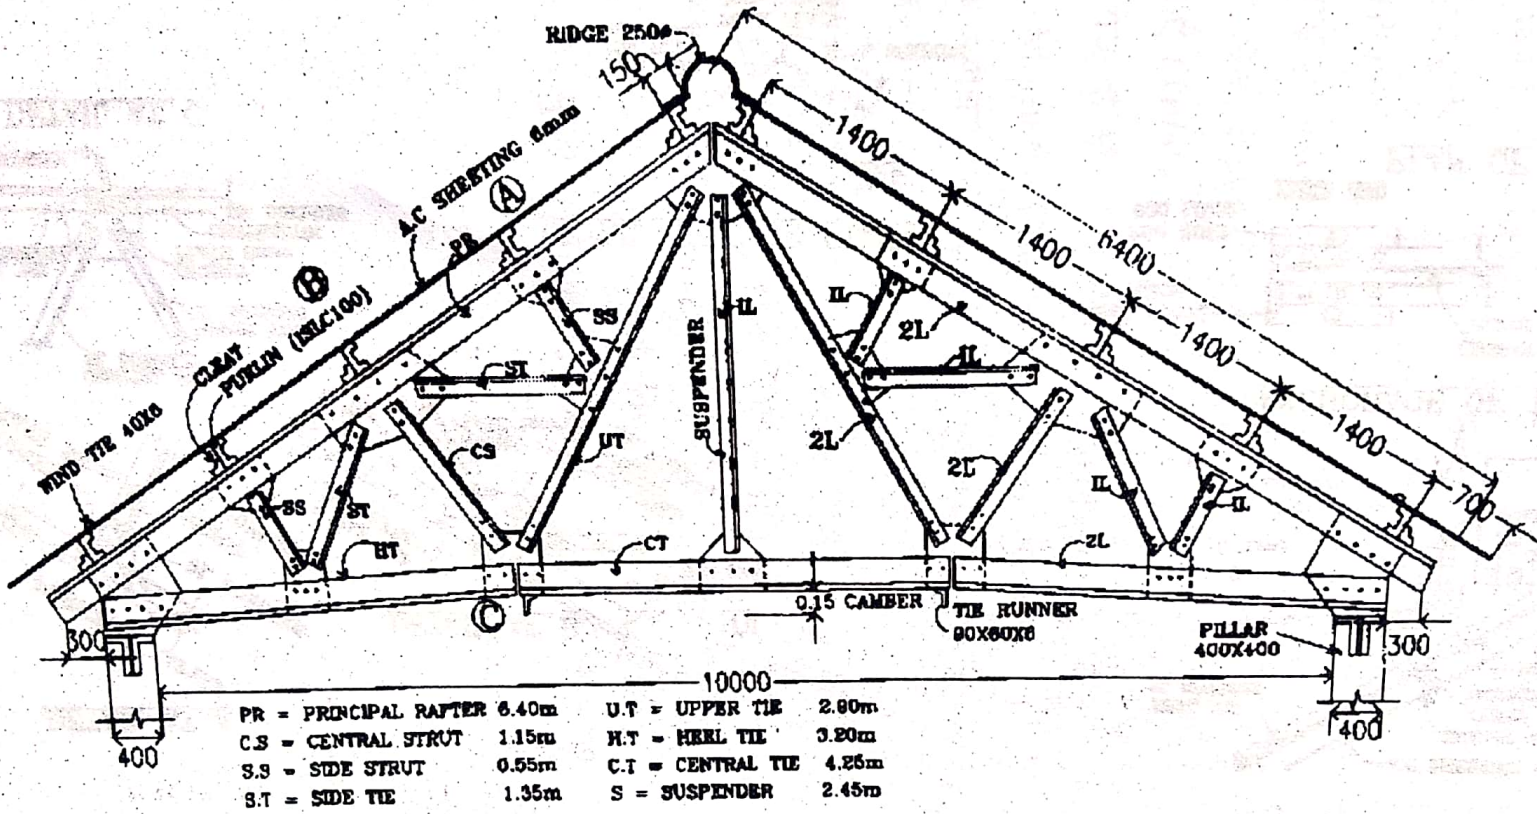 RIDGE 250ø
150
A.C SHEETING 6mm
A
PR
B
CLEAT
PURLIN (ISLC100)
WIND TIE 40X6
1400
1400
6400
1400
1400
700
SS
ST
CS
UT
SUSPENDER
1L
1L
2L
1L
2L
2L
1L
1L
SS
ST
HT
CT
2L
C
0.15 CAMBER
TIE RUNNER
90X60X6
PILLAR
400X400
300
300
10000
400
400
PR = PRINCIPAL RAFTER 6.40m
C.S = CENTRAL STRUT 1.15m
S.S = SIDE STRUT 0.55m
S.T = SIDE TIE 1.35m
U.T = UPPER TIE 2.90m
H.T = HEEL TIE 3.20m
C.T = CENTRAL TIE 4.26m
S = SUSPENDER 2.45m